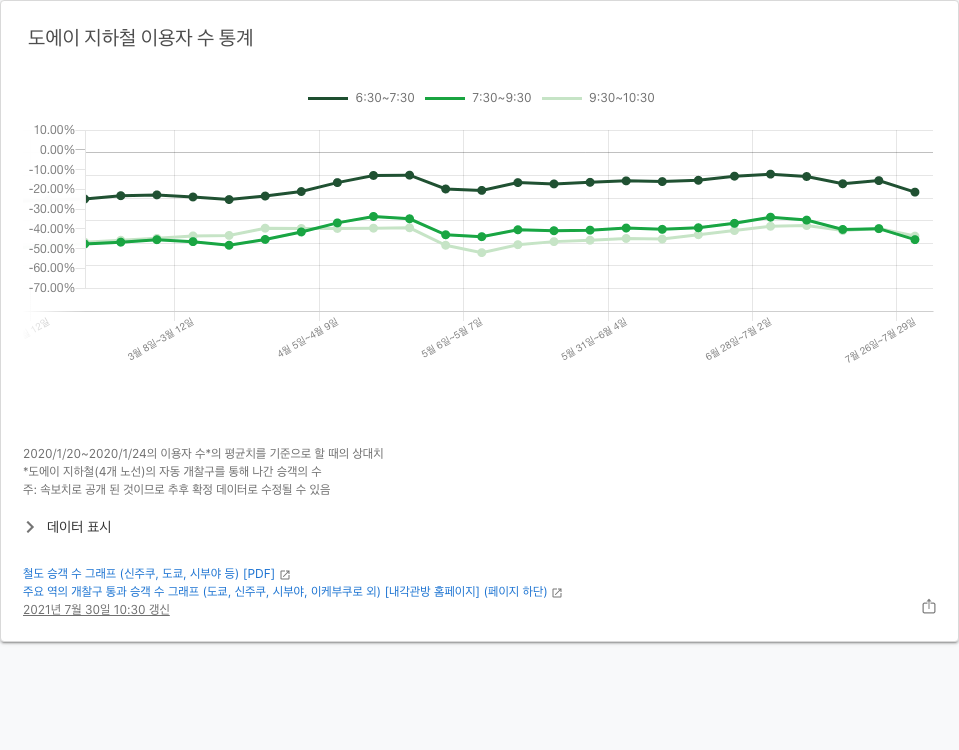 도에이 지하철 이용자 수 통계
6:30~7:30 7:30~9:30 9:30~10:30
10.00%
0.00%
-10.00%
-20.00%
-30.00%
-40.00%
-50.00%
-60.00%
-70.00%
12일
3월 8일~3월 12일
4월 5일~4월 9일
5월 6일~5월 7일
5월 31일~6월 4일
6월 28일~7월 2일
7월 26일~7월 29일
2020/1/20~2020/1/24의 이용자 수*의 평균치를 기준으로 할 때의 상대치
*도에이 지하철(4개 노선)의 자동 개찰구를 통해 나간 승객의 수
주: 속보치로 공개 된 것이므로 추후 확정 데이터로 수정될 수 있음
데이터 표시
철도 승객 수 그래프 (신주쿠, 도쿄, 시부야 등) [PDF]
주요 역의 개찰구 통과 승객 수 그래프 (도쿄, 신주쿠, 시부야, 이케부쿠로 외) [내각관방 홈페이지] (페이지 하단)
2021년 7월 30일 10:30 갱신